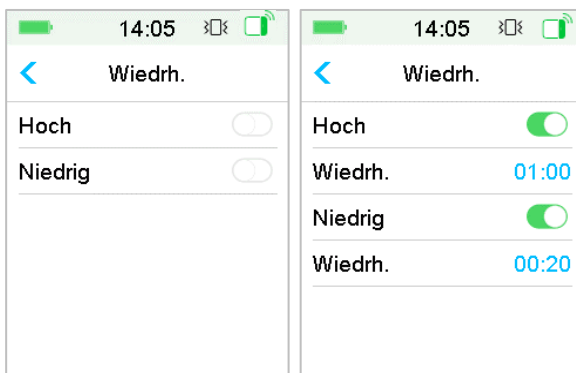 14:05
Wiedrh.
Hoch
Niedrig
14:05
Wiedrh.
Hoch
Wiedrh. 01:00
Niedrig
Wiedrh. 00:20